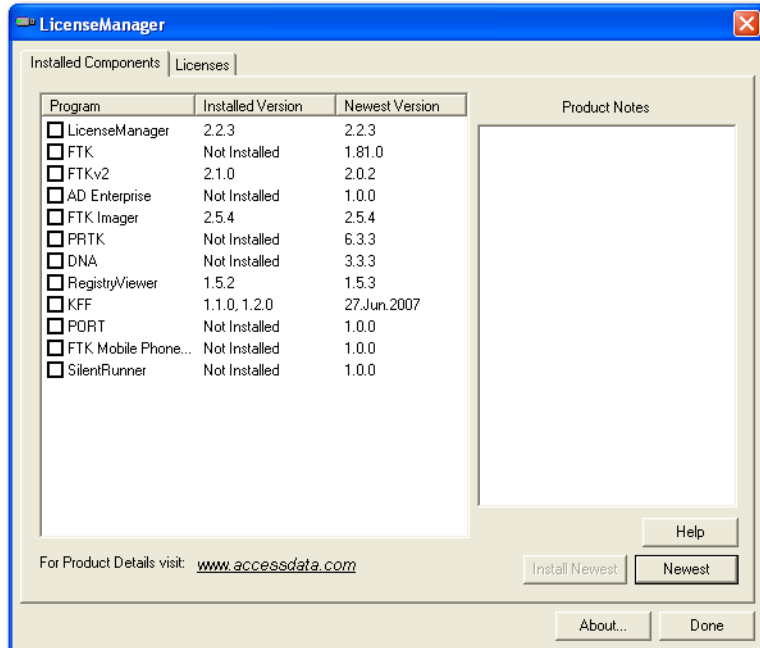 LicenseManager
Installed Components Licenses
Program Installed Version Newest Version Product Notes
LicenseManager 2.2.3 2.2.3
FTK Not Installed 1.81.0
FTKv2 2.1.0 2.0.2
AD Enterprise Not Installed 1.0.0
FTK Imager 2.5.4 2.5.4
PRTK Not Installed 6.3.3
DNA Not Installed 3.3.3
RegistryViewer 1.5.2 1.5.3
KFF 1.1.0, 1.2.0 27.Jun.2007
PORT Not Installed 1.0.0
FTK Mobile Phone... Not Installed 1.0.0
SilentRunner Not Installed 1.0.0
Help
For Product Details visit: www.accessdata.com Install Newest Newest
About... Done